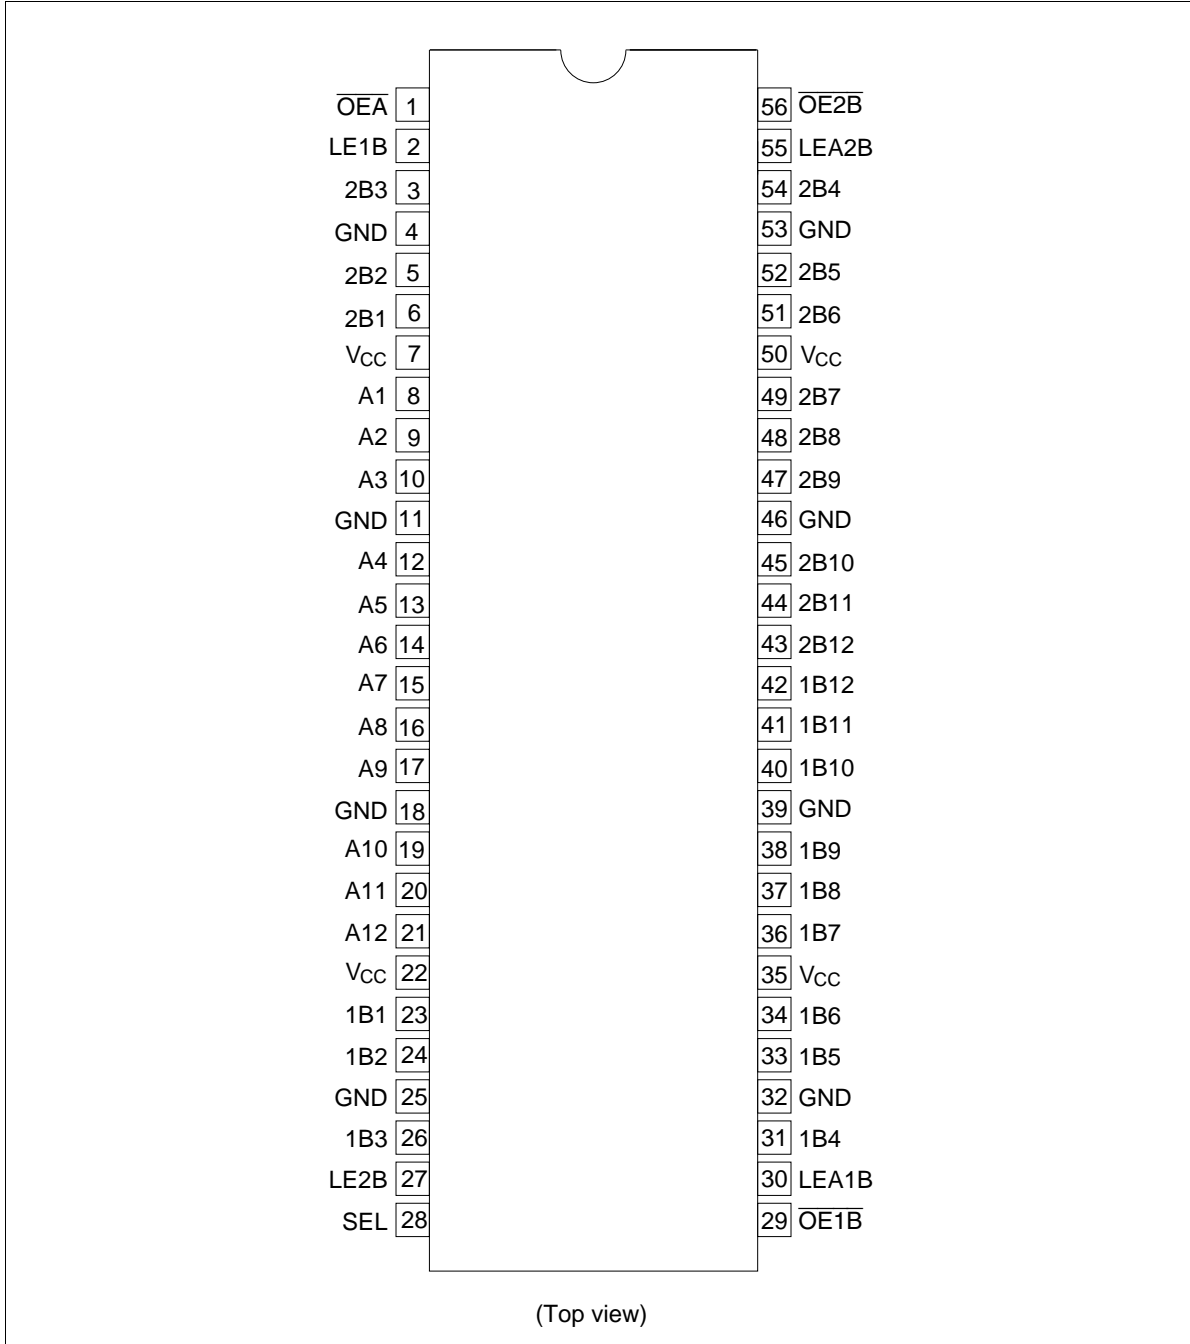 OEA 1 56 OE2B
LE1B 2 55 LEA2B
2B3 3 54 2B4
GND 4 53 GND
2B2 5 52 2B5
2B1 6 51 2B6
VCC 7 50 VCC
A1 8 49 2B7
A2 9 48 2B8
A3 10 47 2B9
GND 11 46 GND
A4 12 45 2B10
A5 13 44 2B11
A6 14 43 2B12
A7 15 42 1B12
A8 16 41 1B11
A9 17 40 1B10
GND 18 39 GND
A10 19 38 1B9
A11 20 37 1B8
A12 21 36 1B7
VCC 22 35 VCC
1B1 23 34 1B6
1B2 24 33 1B5
GND 25 32 GND
1B3 26 31 1B4
LE2B 27 30 LEA1B
SEL 28 29 OE1B
(Top view)